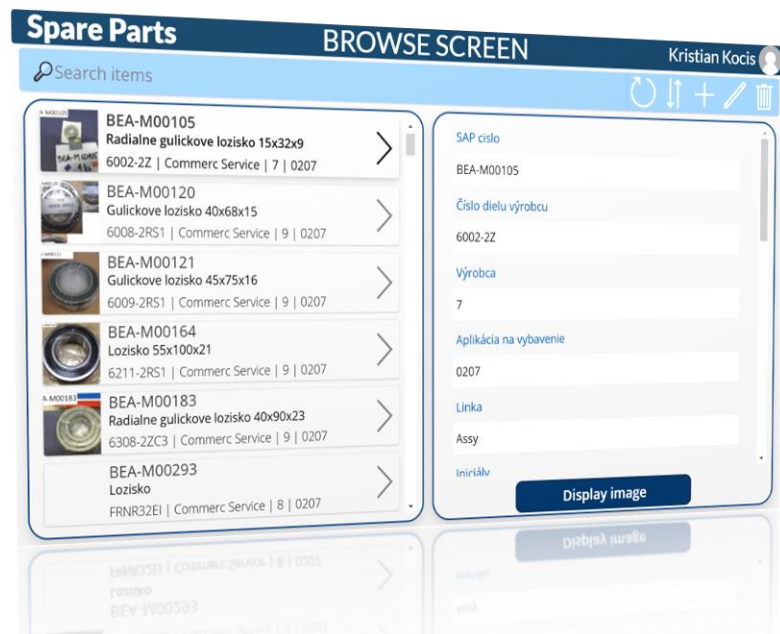 Spare Parts
BROWSE SCREEN
Kristian Kocis
Search items
BEA-M00105
Radialne gulickove lozisko 15x32x9
6002-2Z | Commerc Service | 7 | 0207
BEA-M00120
Gulickove lozisko 40x68x15
6008-2RS1 | Commerc Service | 9 | 0207
BEA-M00121
Gulickove lozisko 45x75x16
6009-2RS1 | Commerc Service | 9 | 0207
BEA-M00164
Lozisko 55x100x21
6211-2RS1 | Commerc Service | 9 | 0207
A-M00183
BEA-M00183
Radialne gulickove lozisko 40x90x23
6308-2ZC3 | Commerc Service | 9 | 0207
BEA-M00293
Lozisko
FRNR32EI | Commerc Service | 8 | 0207
SAP cislo
BEA-M00105
Číslo dielu výrobcu
6002-2Z
Výrobca
7
Aplikácia na vybavenie
0207
Linka
Assy
Iniciály
Display image